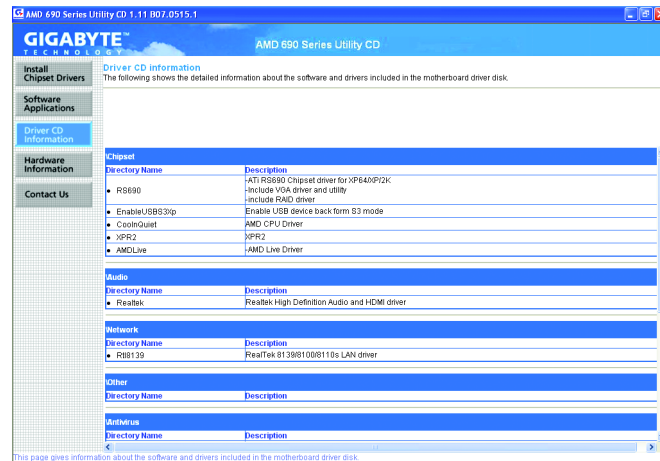 AMD 690 Series Utility CD 1.11 B07.0515.1
GIGABYTE™
TECHNOLOGY
AMD 690 Series Utility CD
Install
Chipset Drivers
Software
Applications
Driver CD
Information
Hardware
Information
Contact Us
Driver CD information
The following shows the detailed information about the software and drivers included in the motherboard driver disk.
\Chipset
Directory Name Description
• RS690 -ATi RS690 Chipset driver for XP64/XP/2K
-Include VGA driver and utility
-include RAID driver
• EnableUSBS3Xp Enable USB device back form S3 mode
• CoolnQuiet AMD CPU Driver
• XPR2 XPR2
• AMDLive -AMD Live Driver
\Audio
Directory Name Description
• Realtek Realtek High Definition Audio and HDMI driver
\Network
Directory Name Description
• Rtl8139 RealTek 8139/8100/8110s LAN driver
\Other
Directory Name Description
\Antivirus
Directory Name Description
This page gives information about the software and drivers included in the motherboard driver disk.